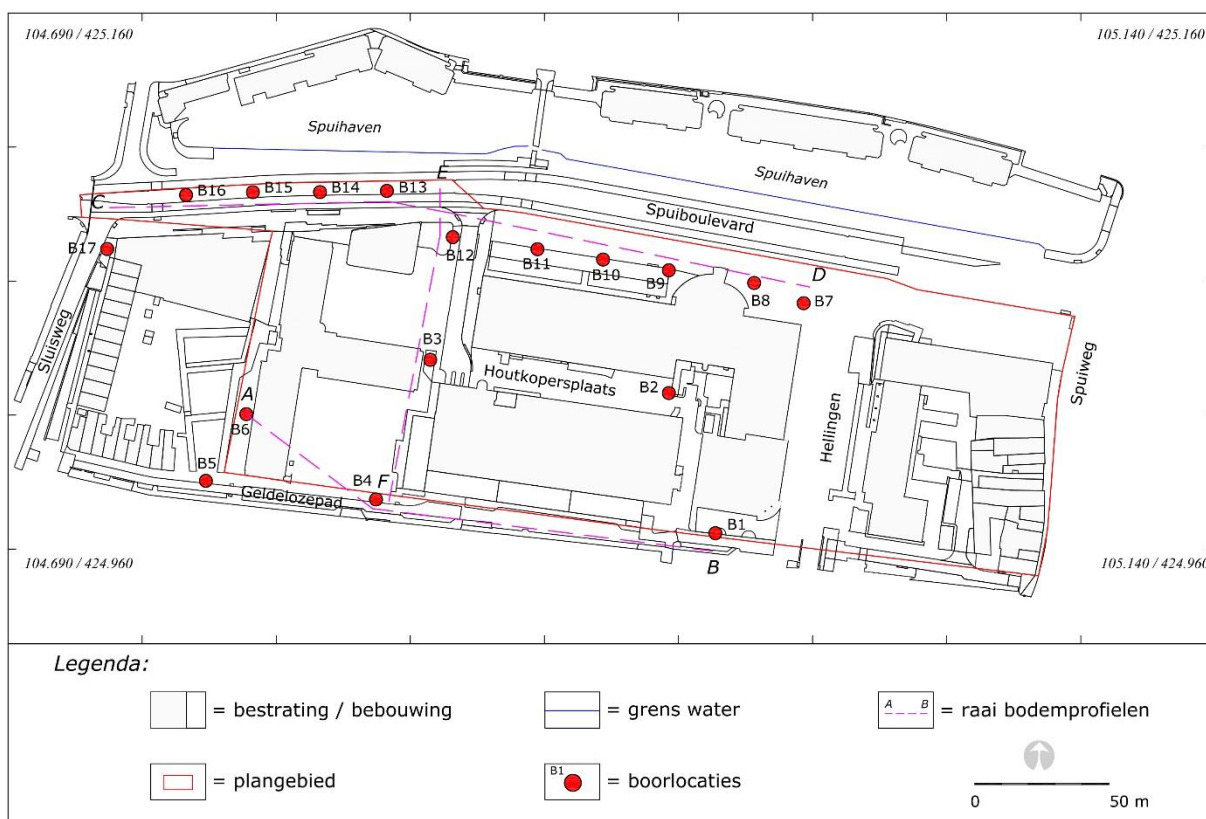 104.690 / 425.160
105.140 / 425.160
Spuihaven
Spuihaven
E
B16
B15
B14
B13
C
Spuiboulevard
B17
B12
B11
B10
B9
D
B8
B7
Sluisweg
B3
Houtkopersplaats
B2
Spuiweg
A
B6
Hellingen
B5
B4
F
Geldelozepad
B1
B
104.690 / 424.960
105.140 / 424.960
Legenda:
= bestrating / bebouwing
= grens water
A B
= raai bodemprofielen
= plangebied
B1
= boorlocaties
0
50 m